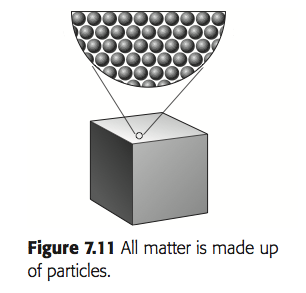 Figure 7.11 All matter is made up
of particles.